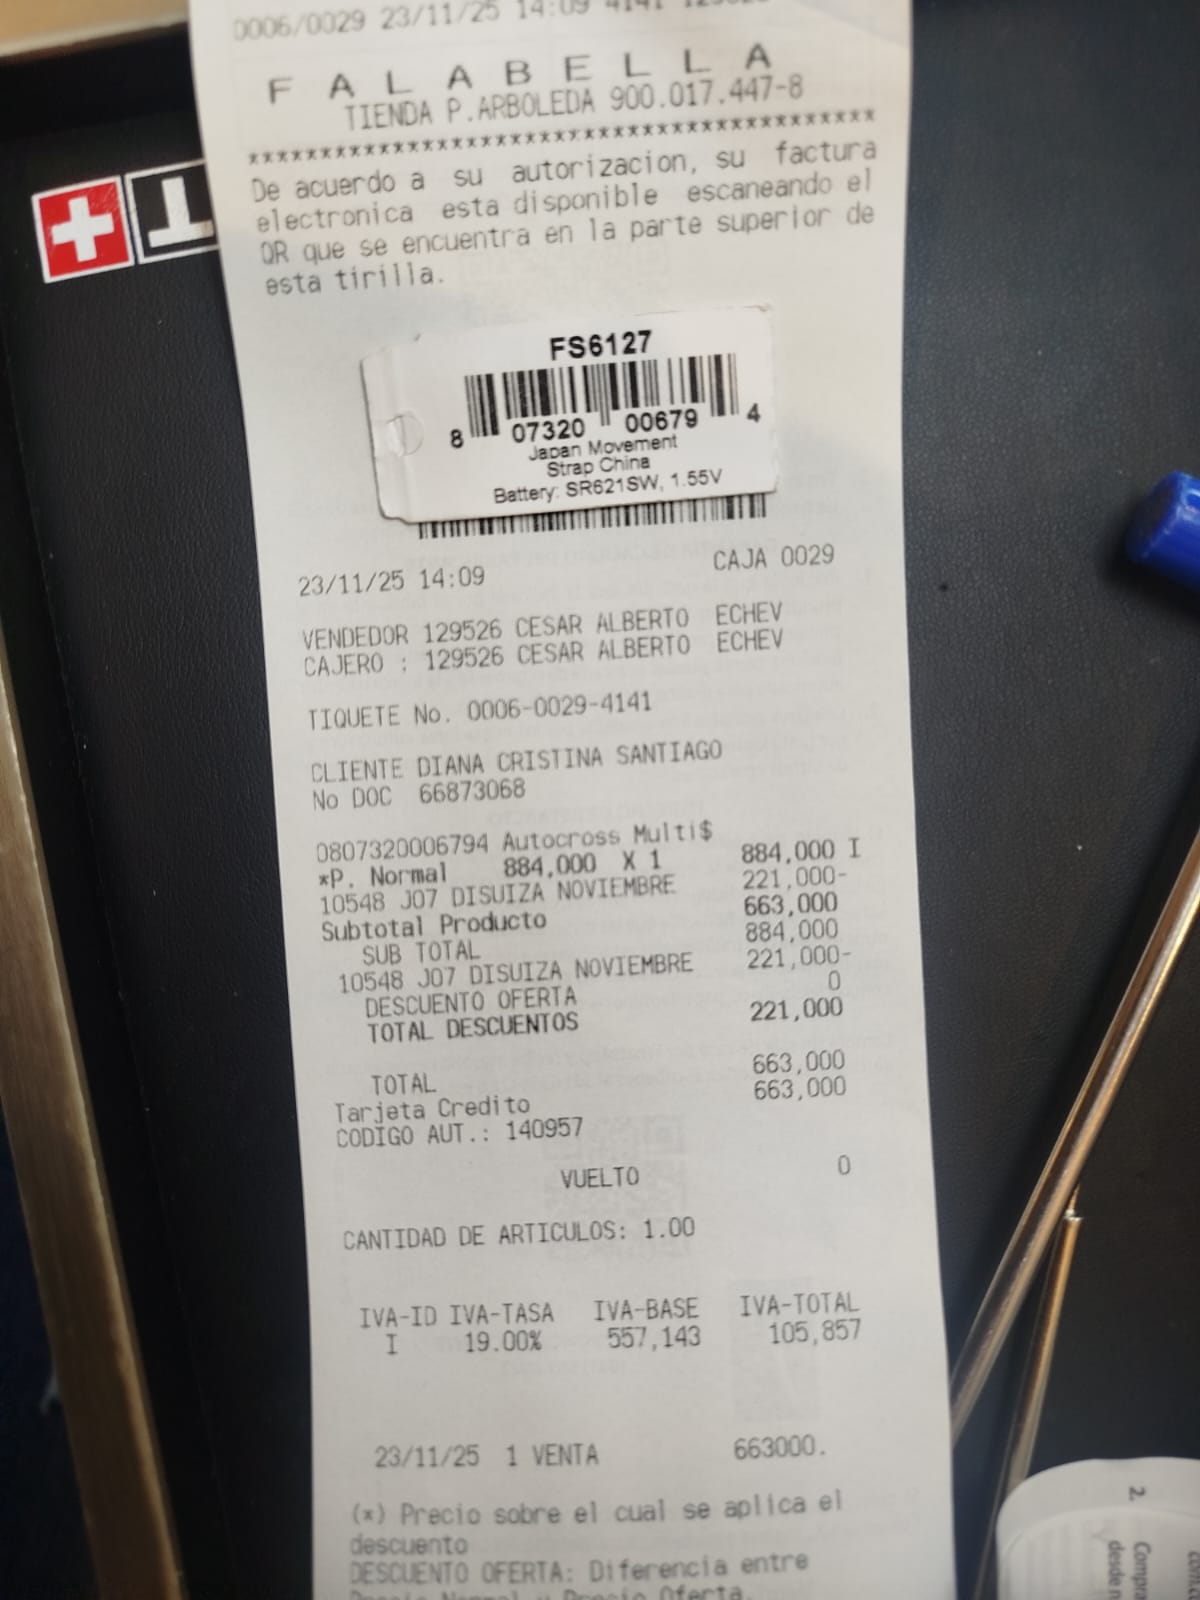 0006/0029 23/11/25 14:09 4141
F A L A B E L L A
TIENDA P.ARBOLEDA 900.017.447-8
********************************************
De acuerdo a su autorizacion, su factura
electronica esta disponible escaneando el
QR que se encuentra en la parte superior de
esta tirilla.
FS6127
8 07320 00679 4
Japan Movement
Strap China
Battery: SR621SW, 1.55V
23/11/25 14:09 CAJA 0029
VENDEDOR 129526 CESAR ALBERTO ECHEV
CAJERO : 129526 CESAR ALBERTO ECHEV
TIQUETE No. 0006-0029-4141
CLIENTE DIANA CRISTINA SANTIAGO
No DOC 66873068
0807320006794 Autocross Multi$
*P. Normal 884,000 X 1 884,000 I
10548 J07 DISUIZA NOVIEMBRE 221,000-
Subtotal Producto 663,000
SUB TOTAL 884,000
10548 J07 DISUIZA NOVIEMBRE 221,000-
DESCUENTO OFERTA 0
TOTAL DESCUENTOS 221,000
TOTAL 663,000
Tarjeta Credito 663,000
CODIGO AUT.: 140957
VUELTO 0
CANTIDAD DE ARTICULOS: 1.00
IVA-ID IVA-TASA IVA-BASE IVA-TOTAL
I 19.00% 557,143 105,857
23/11/25 1 VENTA 663000.
(*) Precio sobre el cual se aplica el
descuento
DESCUENTO OFERTA: Diferencia entre
Precio Normal y Precio Oferta.
2.
Compra